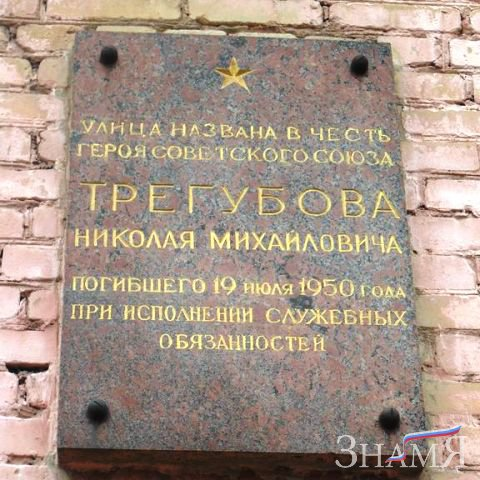 УЛИЦА НАЗВАНА В ЧЕСТЬ
ГЕРОЯ СОВЕТСКОГО СОЮЗА
ТРЕГУБОВА
НИКОЛАЯ МИХАЙЛОВИЧА
ПОГИБШЕГО 19 ИЮЛЯ 1950 ГОДА
ПРИ ИСПОЛНЕНИИ СЛУЖЕБНЫХ
ОБЯЗАННОСТЕЙ
ЗНАМЯ